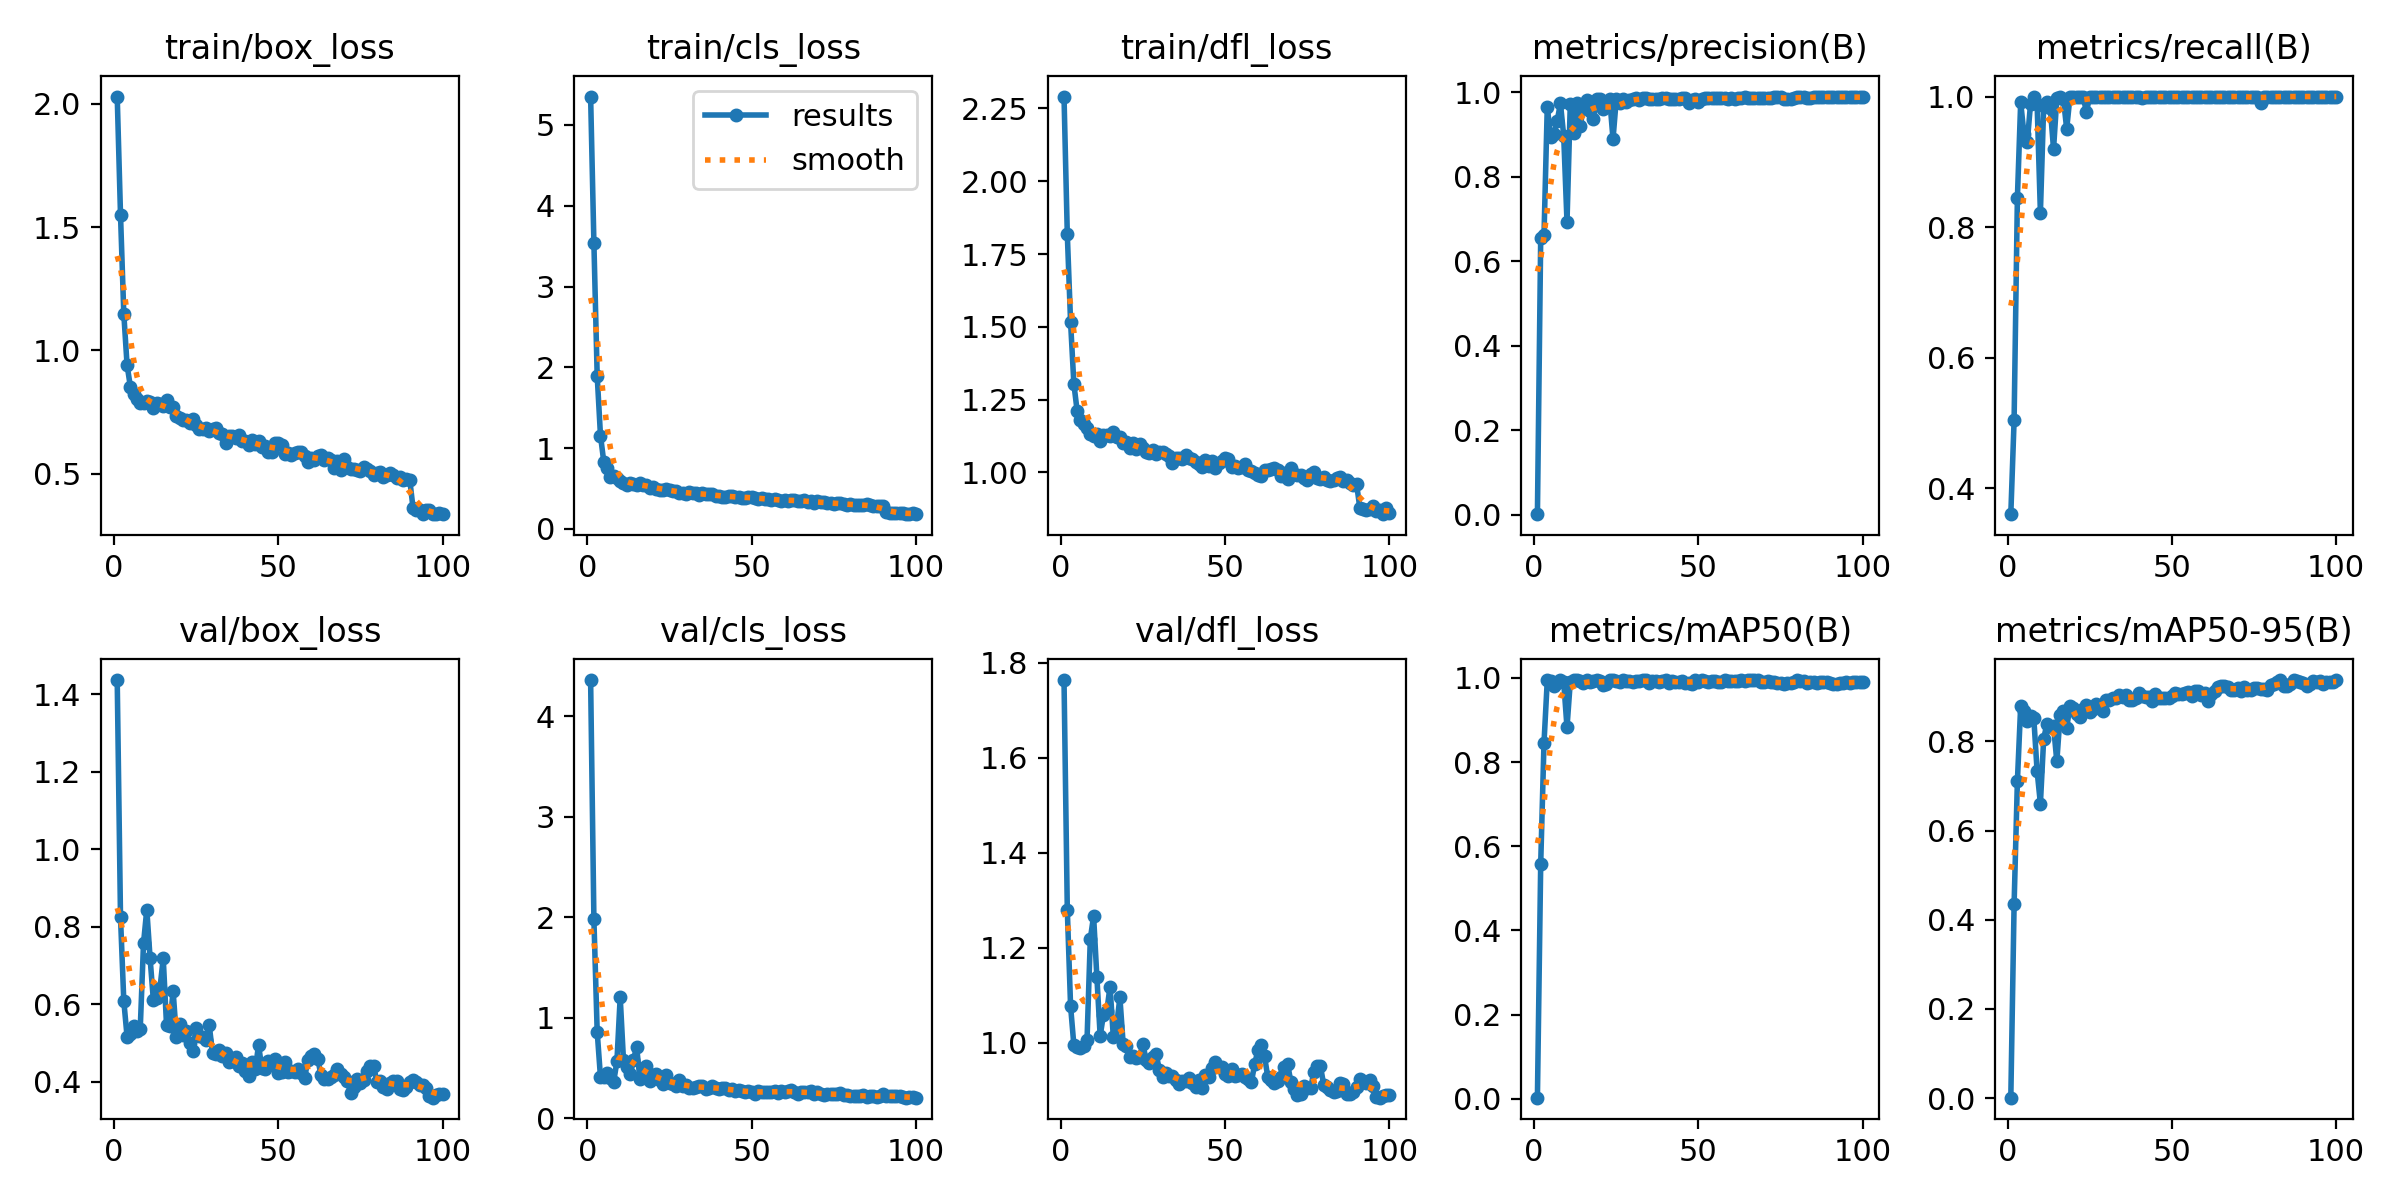 train/box_loss
2.0
1.5
1.0
0.5
0 50 100
train/cls_loss
results
smooth
5
4
3
2
1
0
0 50 100
train/dfl_loss
2.25
2.00
1.75
1.50
1.25
1.00
0 50 100
metrics/precision(B)
1.0
0.8
0.6
0.4
0.2
0.0
0 50 100
metrics/recall(B)
1.0
0.8
0.6
0.4
0 50 100
val/box_loss
1.4
1.2
1.0
0.8
0.6
0.4
0 50 100
val/cls_loss
4
3
2
1
0
0 50 100
val/dfl_loss
1.8
1.6
1.4
1.2
1.0
0 50 100
metrics/mAP50(B)
1.0
0.8
0.6
0.4
0.2
0.0
0 50 100
metrics/mAP50-95(B)
0.8
0.6
0.4
0.2
0.0
0 50 100